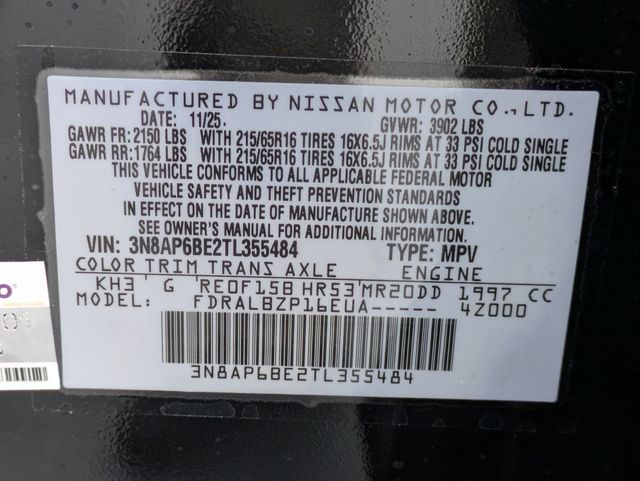 MANUFACTURED BY NISSAN MOTOR CO., LTD.
DATE: 11/25. GVWR: 3902 LBS
GAWR FR: 2150 LBS WITH 215/65R16 TIRES 16X6.5J RIMS AT 33 PSI COLD SINGLE
GAWR RR: 1764 LBS WITH 215/65R16 TIRES 16X6.5J RIMS AT 33 PSI COLD SINGLE
THIS VEHICLE CONFORMS TO ALL APPLICABLE FEDERAL MOTOR
VEHICLE SAFETY AND THEFT PREVENTION STANDARDS
IN EFFECT ON THE DATE OF MANUFACTURE SHOWN ABOVE.
SEE OWNER'S MANUAL FOR ADDITIONAL INFORMATION.
VIN: 3N8AP6BE2TL355484 TYPE: MPV
COLOR TRIM TRANS AXLE ENGINE
KH3 G RE0F15B HR53 MR20DD 1997 CC
MODEL: FDRALBZP16EUA----- 4Z000
3N8AP6BE2TL355484